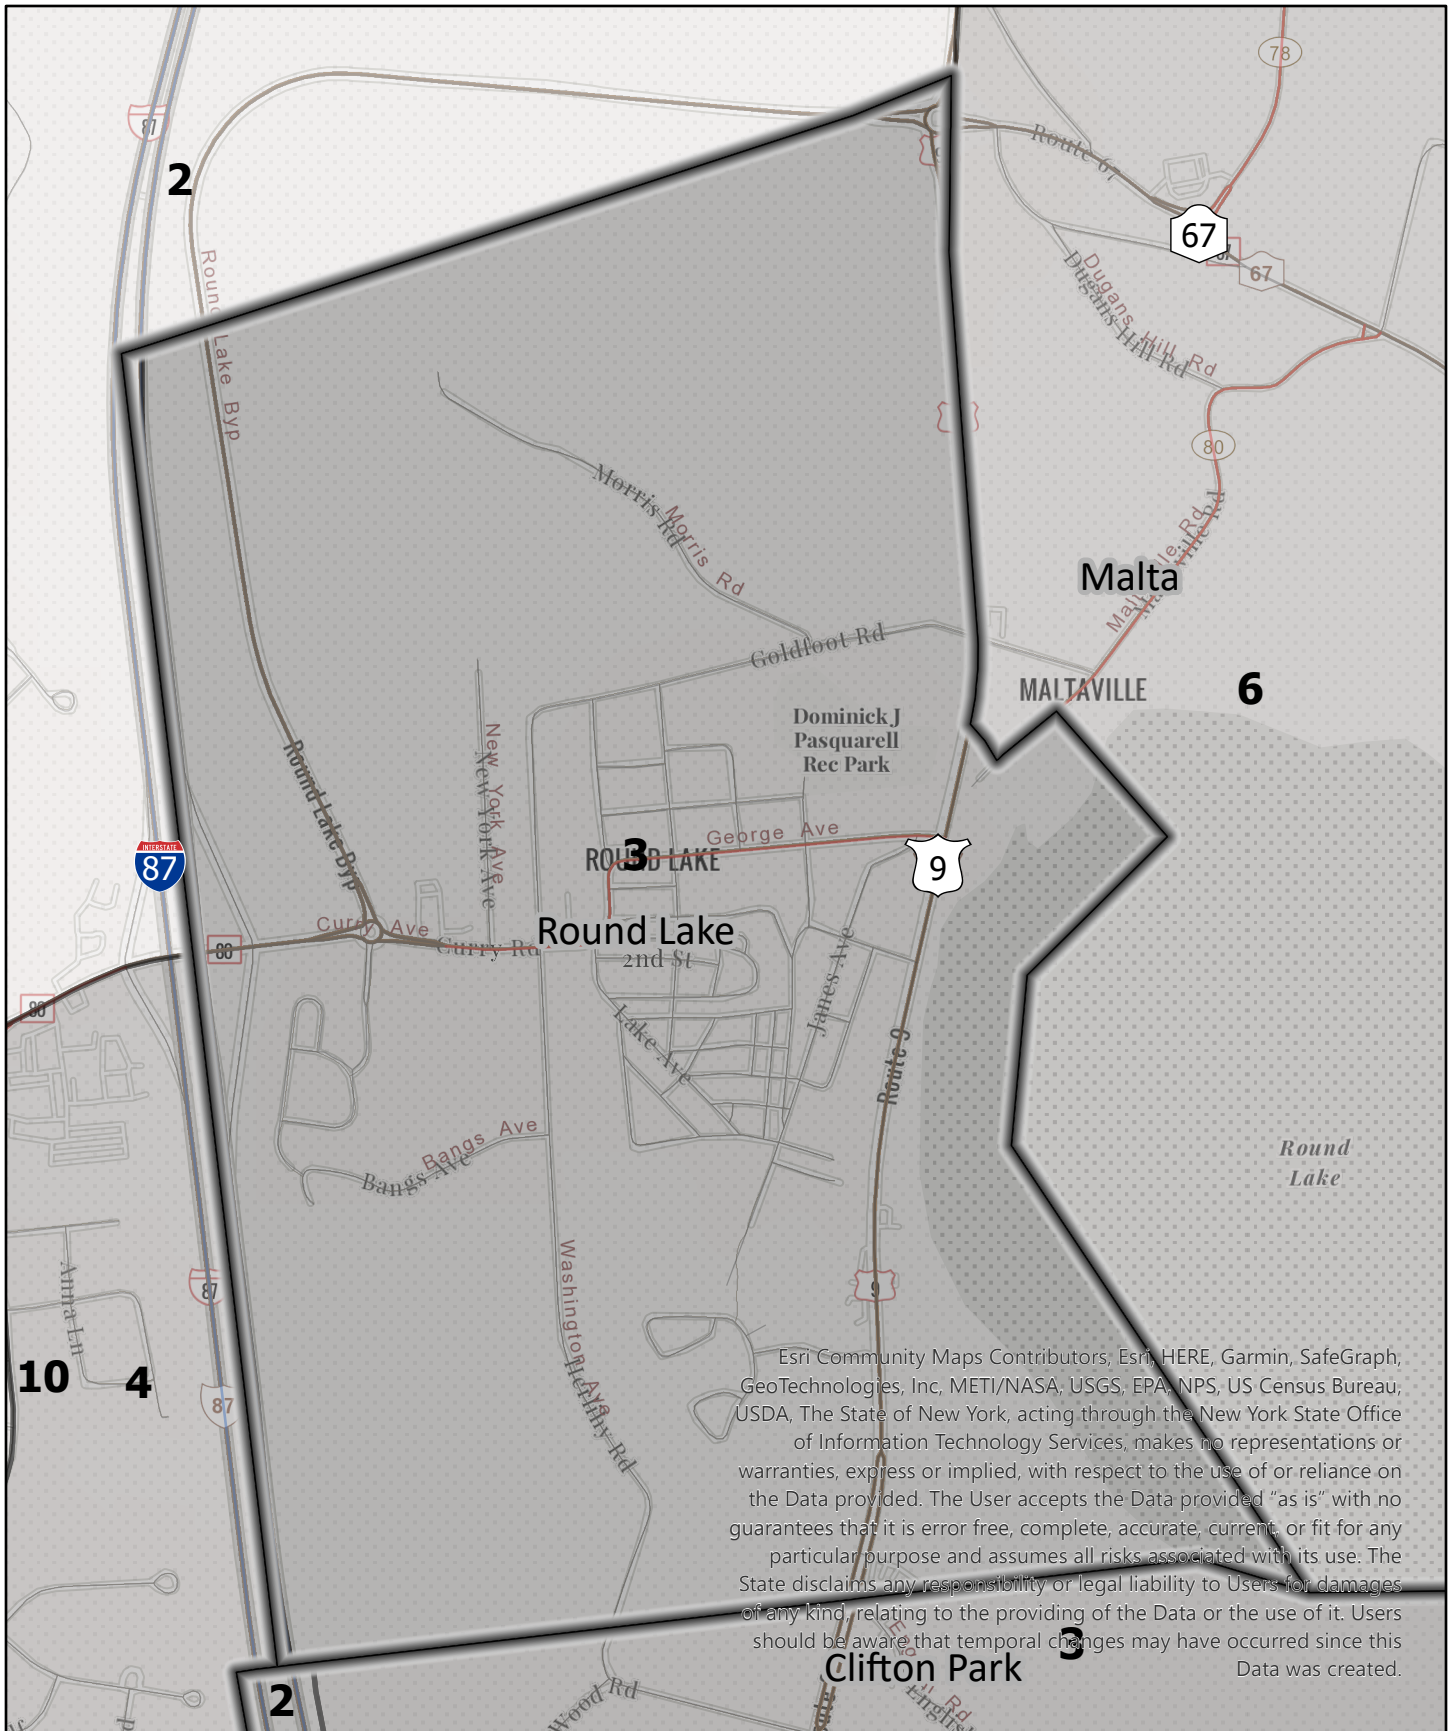 78
87
2
Route 67
67
67
Round Lake Byp
Dugans Hill Rd
Dugans Hill Rd
80
Morris Rd
Morris Rd
Malta
Goldfoot Rd
MALTAVILLE
6
Dominick J
Pasquarell
Rec Park
New York Ave
New York Ave
Round Lake Byp
George Ave
ROUND LAKE
3
INTERSTATE
87
9
Curry Ave
Curry Rd
80
Round Lake
2nd St
Janes Ave
80
Lake Ave
Route 9
Bangs Ave
Bangs Ave
Round
Lake
Anna Ln
Washington Ave
87
9
10
4
87
Esri Community Maps Contributors, Esri, HERE, Garmin, SafeGraph,
GeoTechnologies, Inc, METI/NASA, USGS, EPA, NPS, US Census Bureau,
USDA, The State of New York, acting through the New York State Office
of Information Technology Services, makes no representations or
warranties, express or implied, with respect to the use of or reliance on
the Data provided. The User accepts the Data provided “as is” with no
guarantees that it is error free, complete, accurate, current, or fit for any
particular purpose and assumes all risks associated with its use. The
State disclaims any responsibility or legal liability to Users for damages
of any kind, relating to the providing of the Data or the use of it. Users
should be aware that temporal changes may have occurred since this
Data was created.
3
Clifton Park
2
Wood Rd